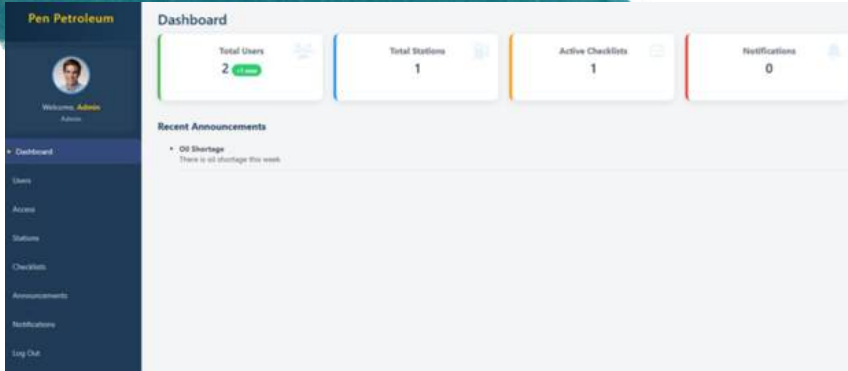 Pen Petroleum
Welcome, Admin
Admin
Dashboard
Users
Access
Stations
Checklists
Announcements
Notifications
Log Out
Dashboard
Total Users
2 +1 new
Total Stations
1
Active Checklists
1
Notifications
0
Recent Announcements
Oil Shortage
There is oil shortage this week